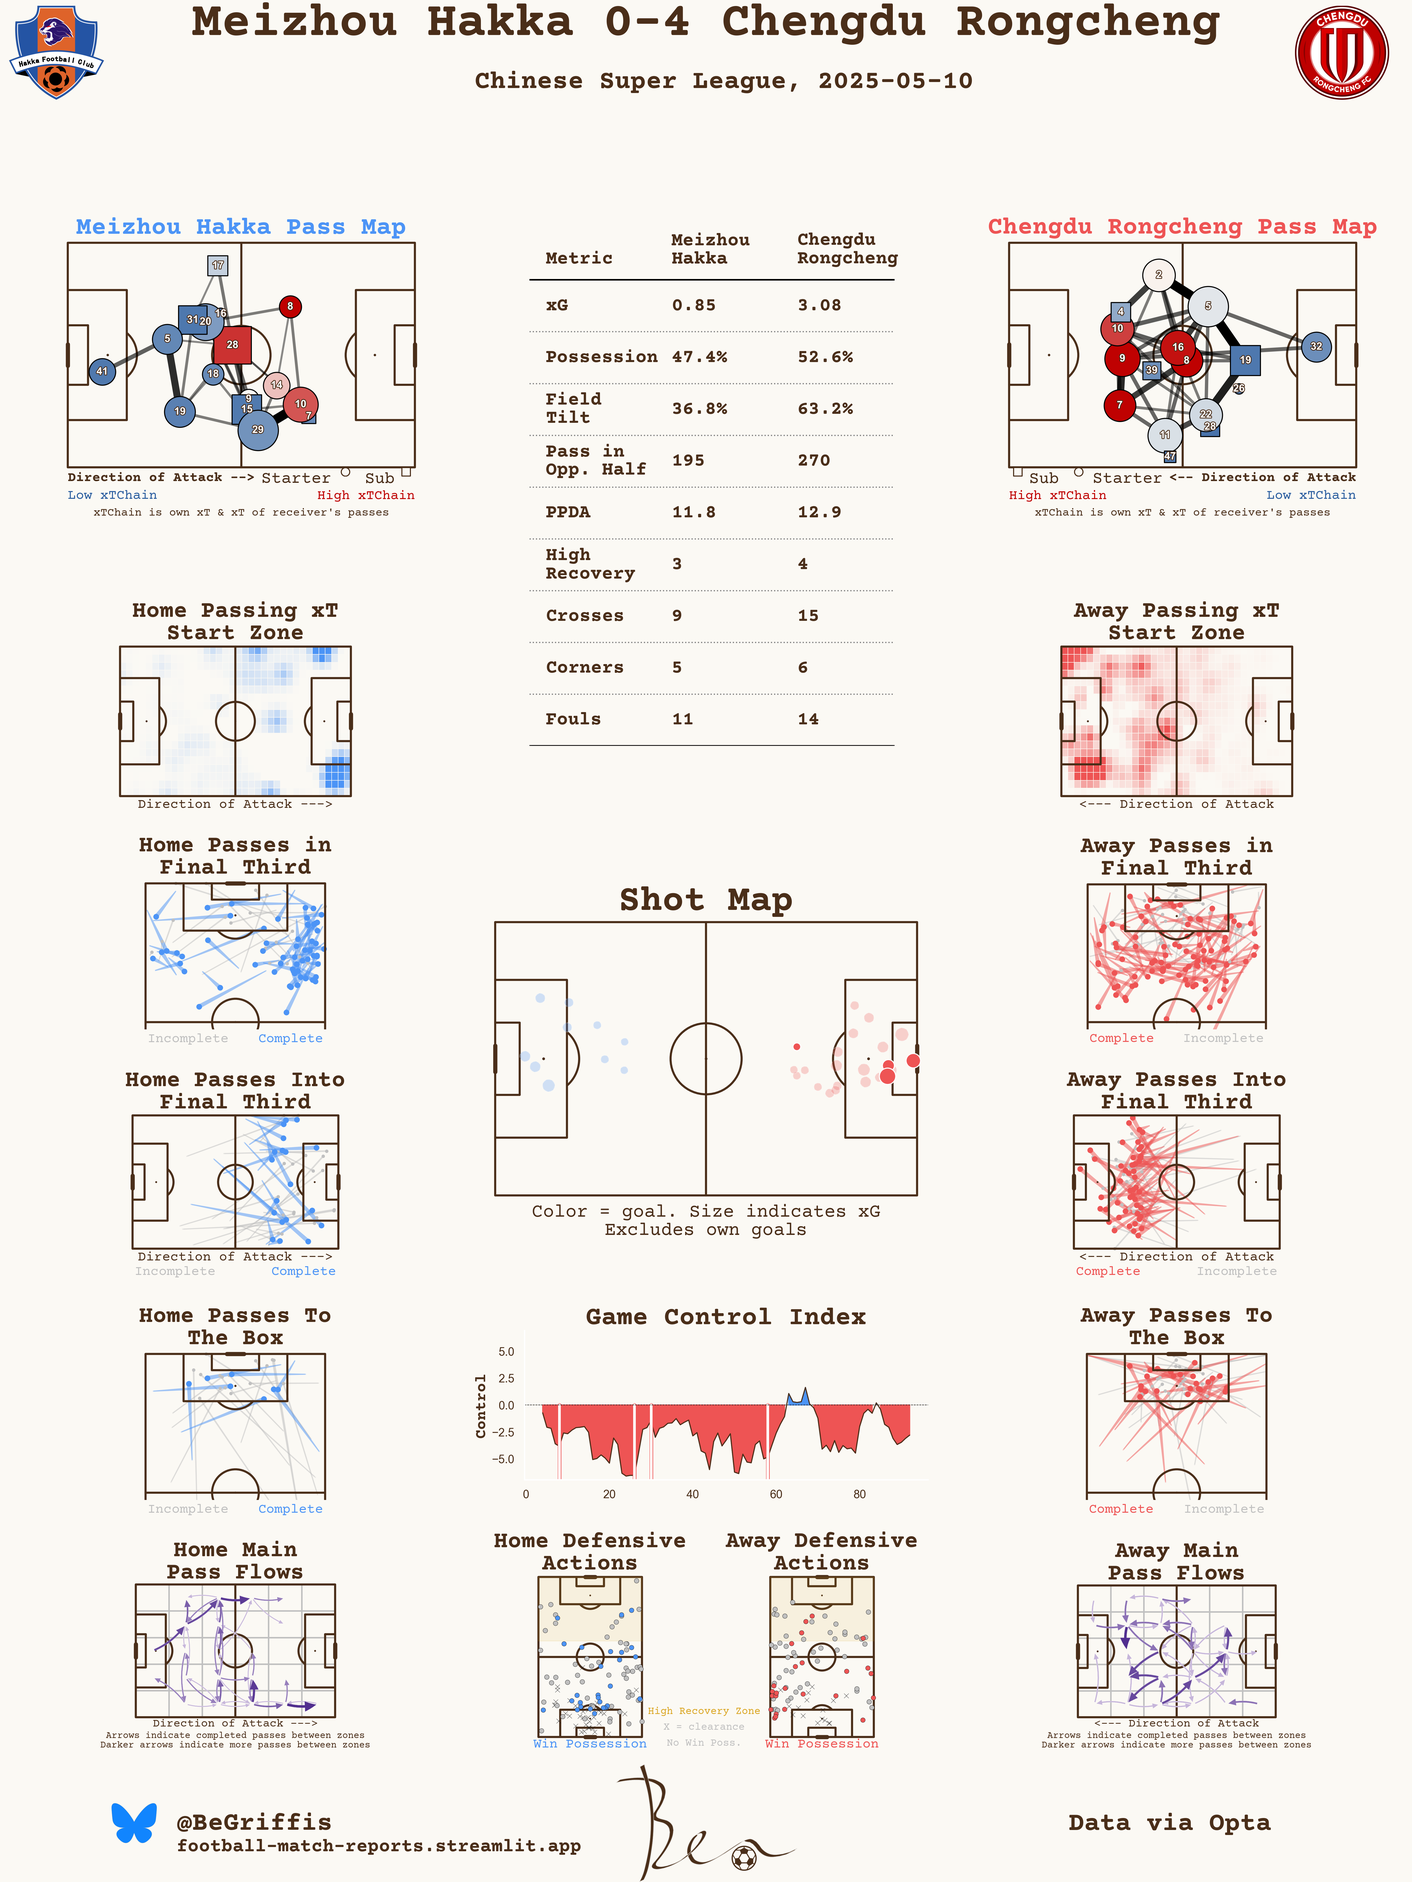 Meizhou Hakka 0-4 Chengdu Rongcheng
Chinese Super League, 2025-05-10
Hakka Football Club
CHENGDU
RONGCHENG FC
Meizhou Hakka Pass Map
17
8
16
31
20
5
28
41
18
14
9
19
15
10
7
29
Direction of Attack --> Starter Sub
Low xTChain High xTChain
xTChain is own xT & xT of receiver's passes
Metric Meizhou Hakka Chengdu Rongcheng
xG 0.85 3.08
Possession 47.4% 52.6%
Field Tilt 36.8% 63.2%
Pass in Opp. Half 195 270
PPDA 11.8 12.9
High Recovery 3 4
Crosses 9 15
Corners 5 6
Fouls 11 14
Chengdu Rongcheng Pass Map
2
5
4
10
16
32
9
8
19
39
26
7
22
28
11
47
Sub Starter <-- Direction of Attack
High xTChain Low xTChain
xTChain is own xT & xT of receiver's passes
Home Passing xT
Start Zone
Direction of Attack --->
Away Passing xT
Start Zone
<--- Direction of Attack
Home Passes in
Final Third
Incomplete Complete
Away Passes in
Final Third
Complete Incomplete
Shot Map
Color = goal. Size indicates xG
Excludes own goals
Home Passes Into
Final Third
Direction of Attack --->
Incomplete Complete
Away Passes Into
Final Third
<--- Direction of Attack
Complete Incomplete
Home Passes To
The Box
Incomplete Complete
Game Control Index
Control
5.0
2.5
0.0
−2.5
−5.0
0 20 40 60 80
Away Passes To
The Box
Complete Incomplete
Home Main
Pass Flows
Direction of Attack --->
Arrows indicate completed passes between zones
Darker arrows indicate more passes between zones
Home Defensive
Actions
Win Possession
High Recovery Zone
X = clearance
No Win Poss.
Away Defensive
Actions
Win Possession
Away Main
Pass Flows
<--- Direction of Attack
Arrows indicate completed passes between zones
Darker arrows indicate more passes between zones
@BeGriffis
football-match-reports.streamlit.app
Ben
Data via Opta